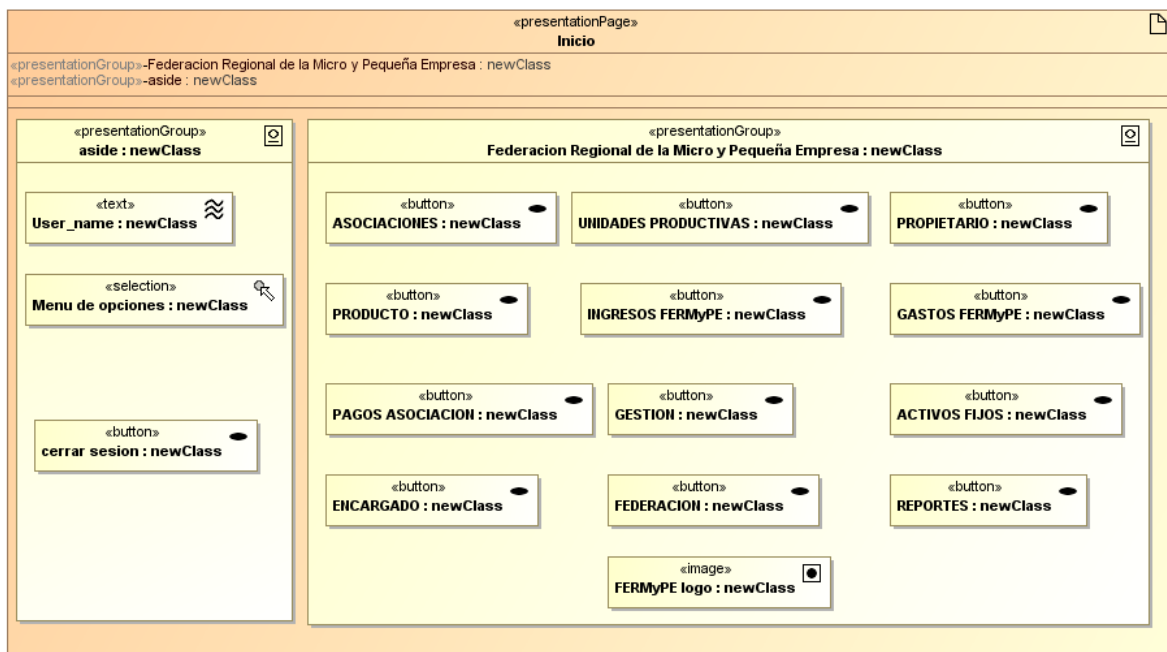 «presentationPage»
Inicio
«presentationGroup»-Federacion Regional de la Micro y Pequeña Empresa : newClass
«presentationGroup»-aside : newClass
«presentationGroup»
aside : newClass
«text»
User_name : newClass
«selection»
Menu de opciones : newClass
«button»
cerrar sesion : newClass
«presentationGroup»
Federacion Regional de la Micro y Pequeña Empresa : newClass
«button»
ASOCIACIONES : newClass
«button»
UNIDADES PRODUCTIVAS : newClass
«button»
PROPIETARIO : newClass
«button»
PRODUCTO : newClass
«button»
INGRESOS FERMyPE : newClass
«button»
GASTOS FERMyPE : newClass
«button»
PAGOS ASOCIACION : newClass
«button»
GESTION : newClass
«button»
ACTIVOS FIJOS : newClass
«button»
ENCARGADO : newClass
«button»
FEDERACION : newClass
«button»
REPORTES : newClass
«image»
FERMyPE logo : newClass